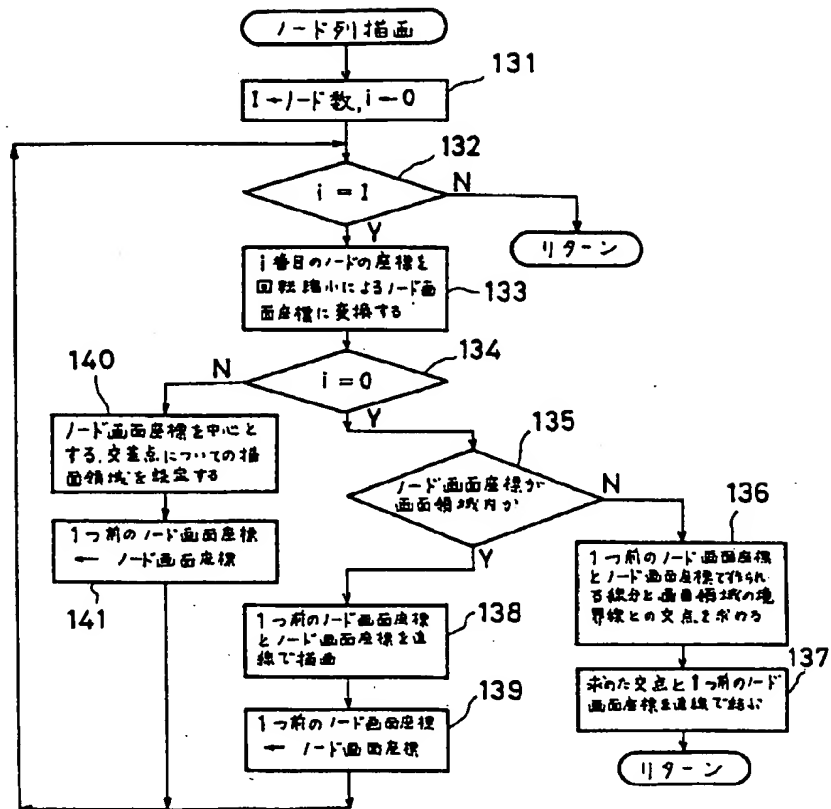 ノード列描画
131
I←ノード数, i←0
132
i = I
N
Y
リターン
i番目のノードの座標を
回転縮小によるノード画
面座標に変換する
133
134
i = 0
N
Y
140
ノード画面座標を中心と
する,交差点についての描
画領域を設定する
1つ前のノード画面座標
← ノード画面座標
141
135
ノード画面座標が
画面領域内か
N
Y
136
1つ前のノード画面座標
とノード画面座標で作られ
る線分と画面領域の境
界線との交点を求める
137
求めた交点と1つ前のノード
画面座標を直線で結ぶ
リターン
138
1つ前のノード画面座標
とノード画面座標を直
線で描画
139
1つ前のノード画面座標
← ノード画面座標